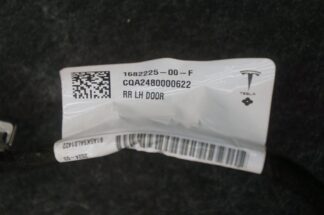 1682225-00-F
CQA2480000622
RR LH DOOR
TESLA